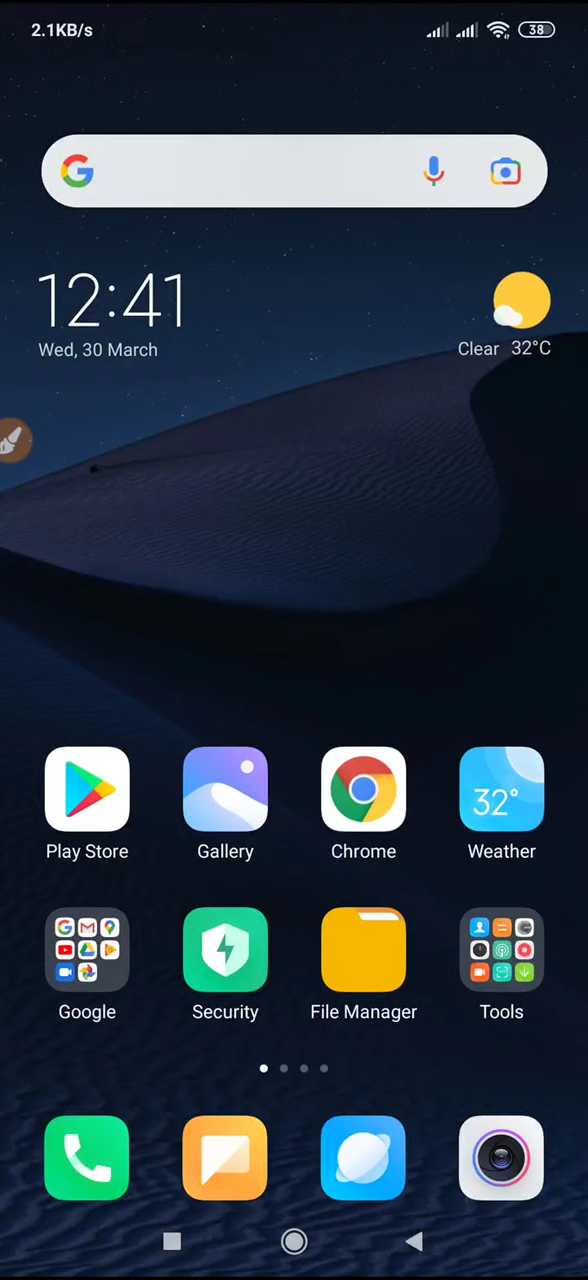 2.1KB/s 38
12:41
Wed, 30 March
Clear 32°C
32°
Play Store Gallery Chrome Weather
Google Security File Manager Tools